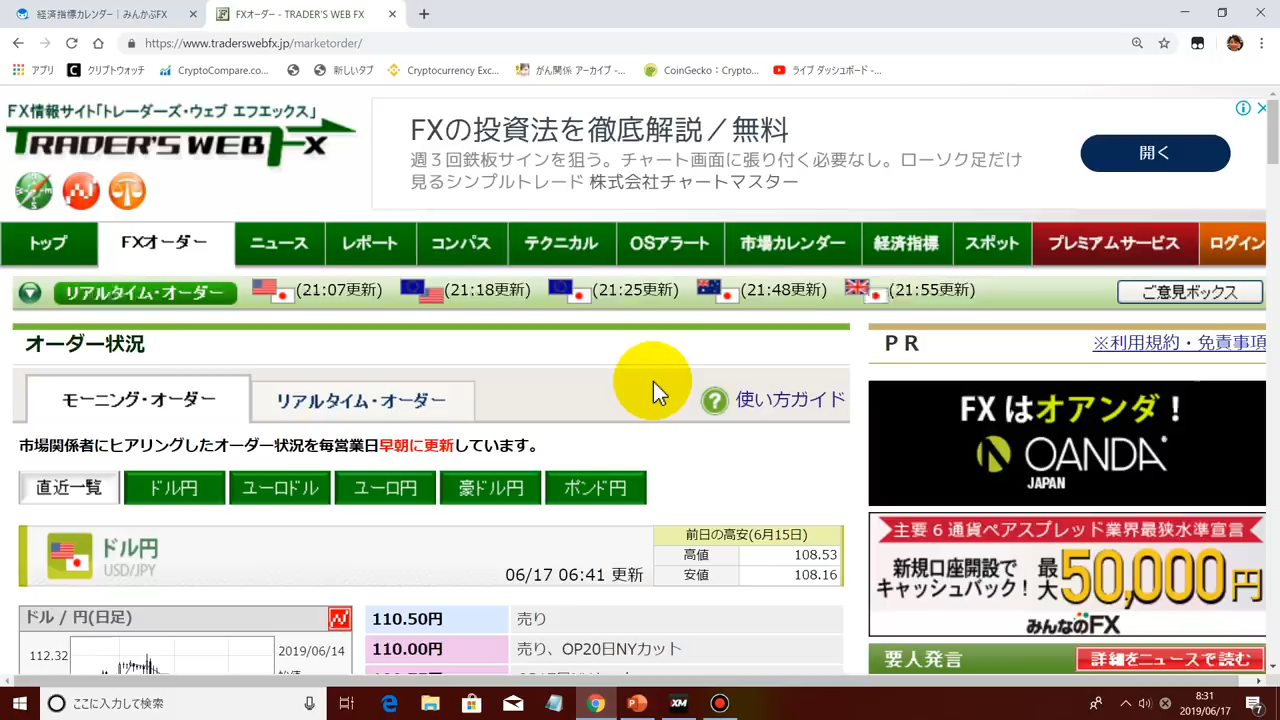 経済指標カレンダー | みんかぶFX
FXオーダー - TRADER'S WEB FX
https://www.traderswebfx.jp/marketorder/
アプリ
クリプトウォッチ
CryptoCompare.co...
新しいタブ
Cryptocurrency Exc...
がん関係 アーカイブ -...
CoinGecko：Crypto...
ライブ ダッシュボード -...
FX情報サイト「トレーダーズ・ウェブ エフエックス」
TRADER'S WEB FX
FXの投資法を徹底解説／無料
週３回鉄板サインを狙う。チャート画面に張り付く必要なし。ローソク足だけ
見るシンプルトレード 株式会社チャートマスター
開く
トップ
FXオーダー
ニュース
レポート
コンパス
テクニカル
OSアラート
市場カレンダー
経済指標
スポット
プレミアムサービス
ログイン
リアルタイム・オーダー
(21:07更新)
(21:18更新)
(21:25更新)
(21:48更新)
(21:55更新)
ご意見ボックス
オーダー状況
モーニング・オーダー
リアルタイム・オーダー
? 使い方ガイド
市場関係者にヒアリングしたオーダー状況を毎営業日早朝に更新しています。
直近一覧
ドル円
ユーロドル
ユーロ円
豪ドル円
ポンド円
ドル円
USD/JPY
06/17 06:41 更新
前日の高安(6月15日)
高値 108.53
安値 108.16
ドル / 円(日足)
112.32
2019/06/14
110.50円 売り
110.00円 売り、OP20日NYカット
ＰＲ
※利用規約・免責事項
FXはオアンダ！
OANDA
JAPAN
主要６通貨ペアスプレッド業界最狭水準宣言
新規口座開設で
キャッシュバック！
最大50,000円
みんなのFX
要人発言
詳細をニュースで読む
ここに入力して検索
8:31
2019/06/17
7